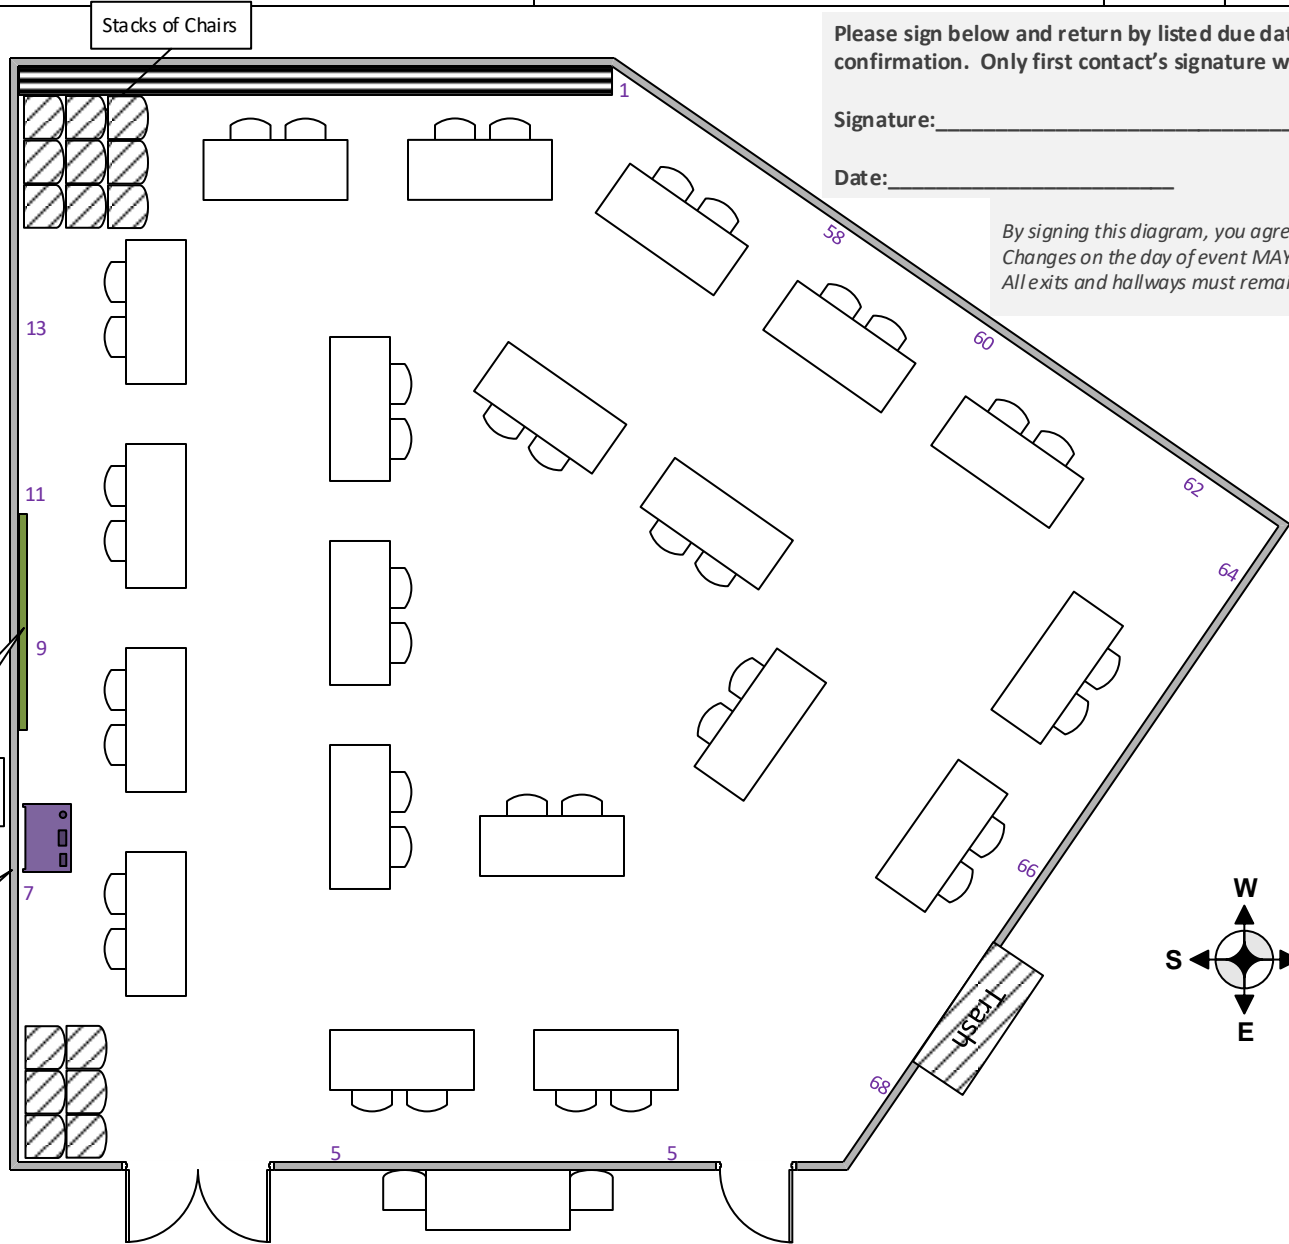 Stacks of Chairs
Please sign below and return by listed due dat
confirmation. Only first contact's signature w
Signature:
Date:
By signing this diagram, you agre
Changes on the day of event MAY
All exits and hallways must remai
1
58
60
62
64
13
11
9
7
66
68
Trash
5
5
W
S
E